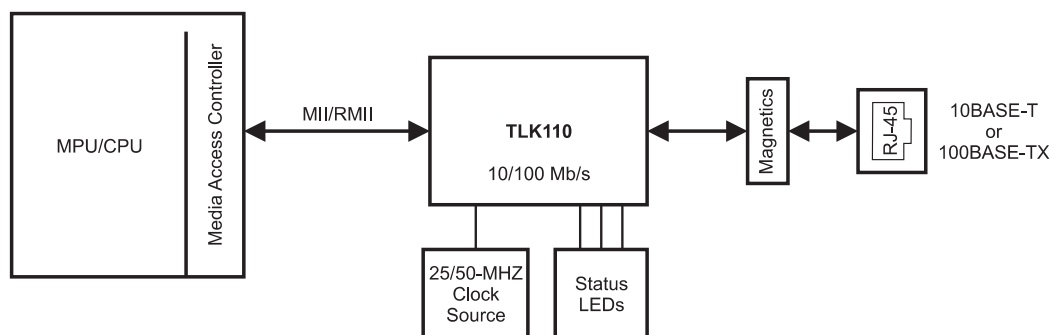 MPU/CPU
Media Access Controller
MII/RMII
TLK110
10/100 Mb/s
25/50-MHZ
Clock
Source
Status
LEDs
Magnetics
RJ-45
10BASE-T
or
100BASE-TX